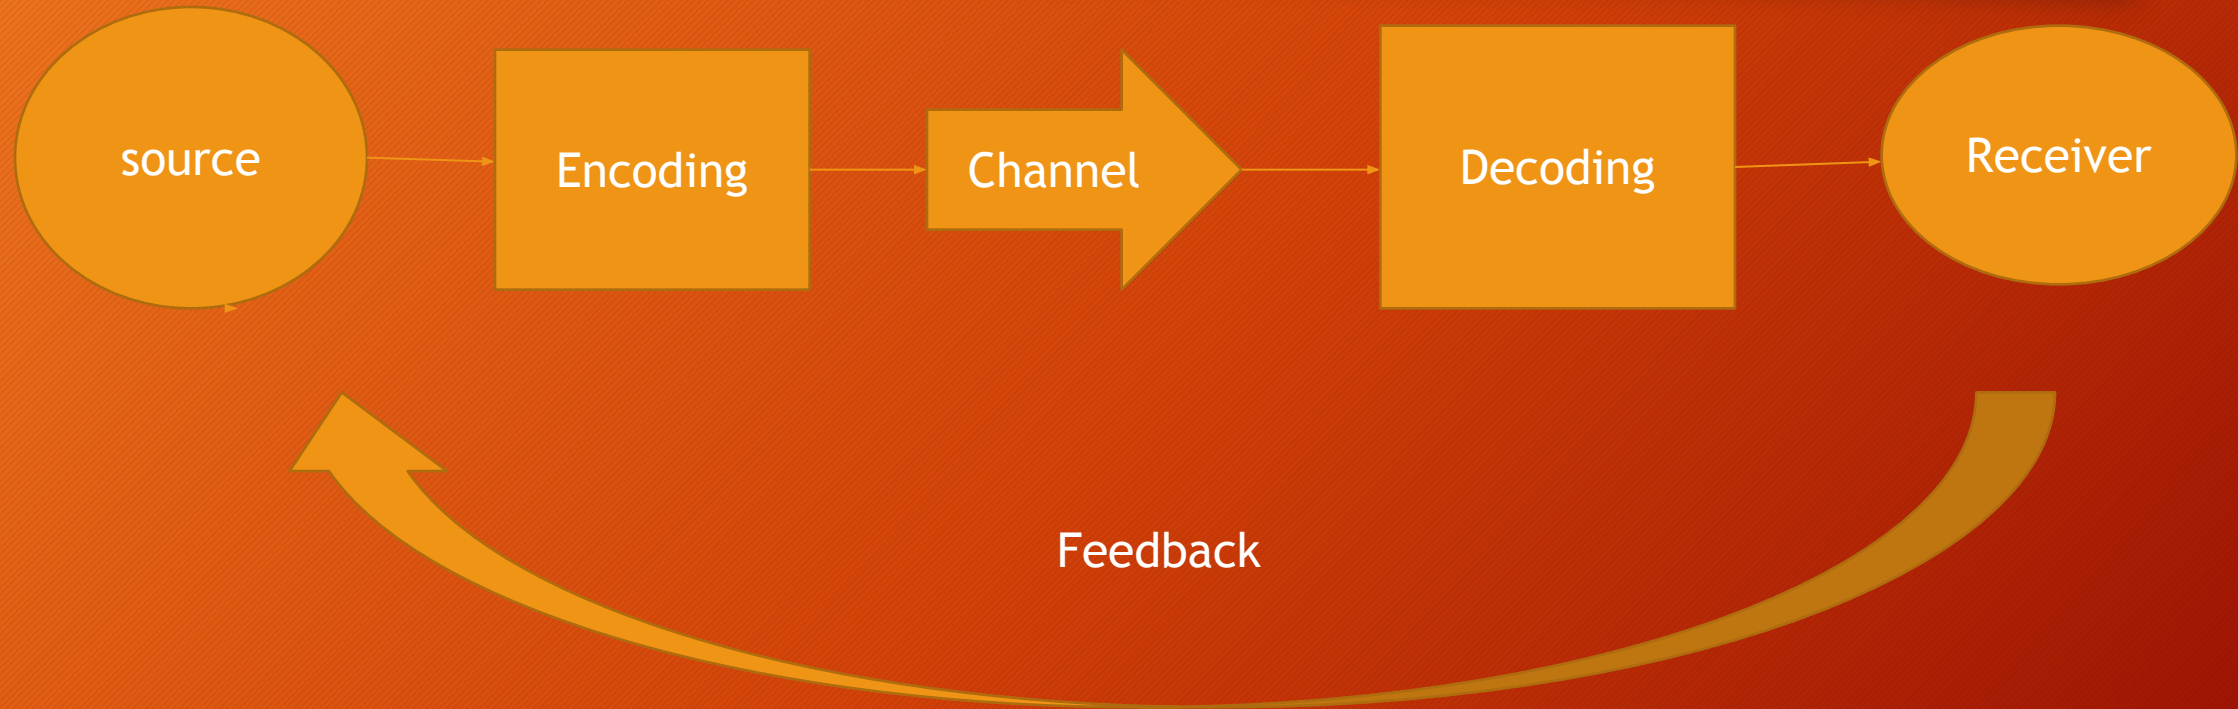 source
Encoding
Channel
Decoding
Receiver
Feedback